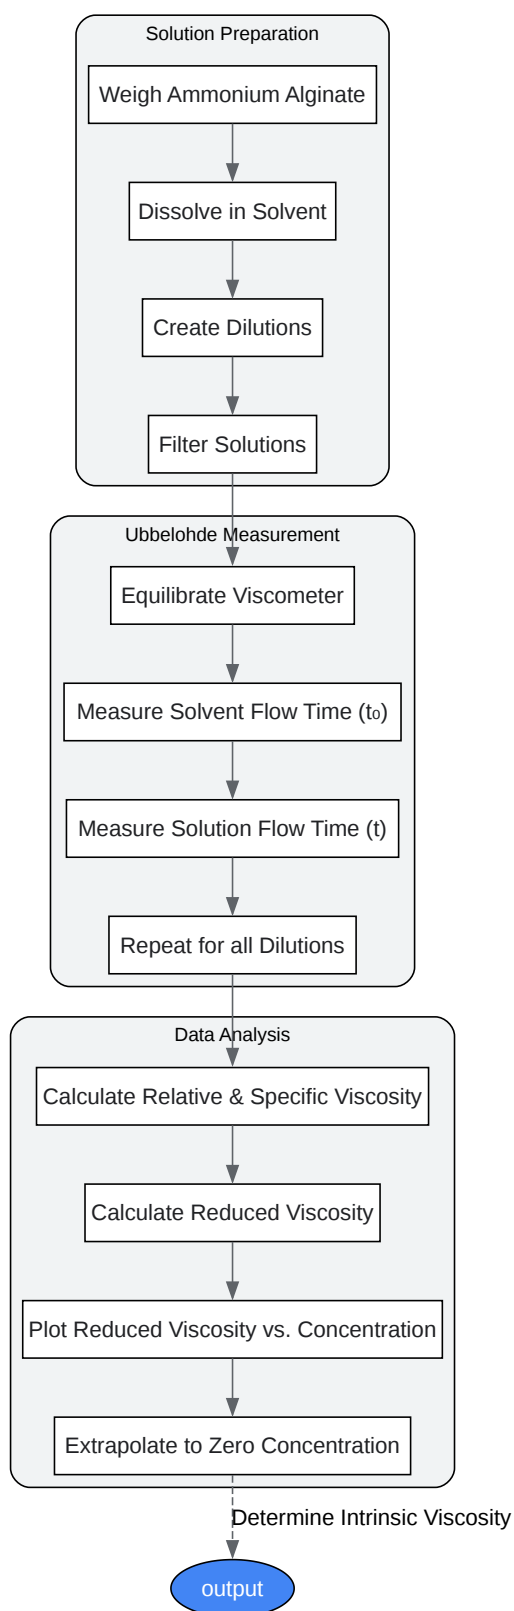 Solution Preparation
Weigh Ammonium Alginate
Dissolve in Solvent
Create Dilutions
Filter Solutions
Ubbelohde Measurement
Equilibrate Viscometer
Measure Solvent Flow Time (t₀)
Measure Solution Flow Time (t)
Repeat for all Dilutions
Data Analysis
Calculate Relative & Specific Viscosity
Calculate Reduced Viscosity
Plot Reduced Viscosity vs. Concentration
Extrapolate to Zero Concentration
Determine Intrinsic Viscosity
output